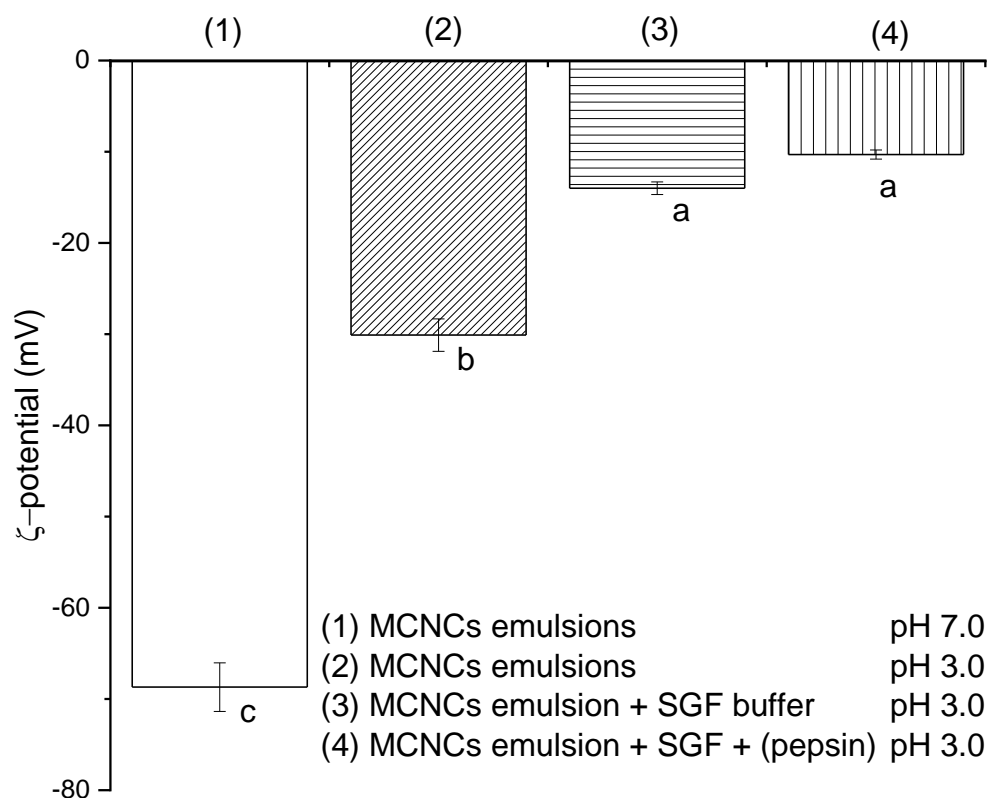 (1) (2) (3) (4)
0
-20
-40
-60
-80
ζ–potential (mV)
a
a
b
c
(1) MCNCs emulsions pH 7.0
(2) MCNCs emulsions pH 3.0
(3) MCNCs emulsion + SGF buffer pH 3.0
(4) MCNCs emulsion + SGF + (pepsin) pH 3.0